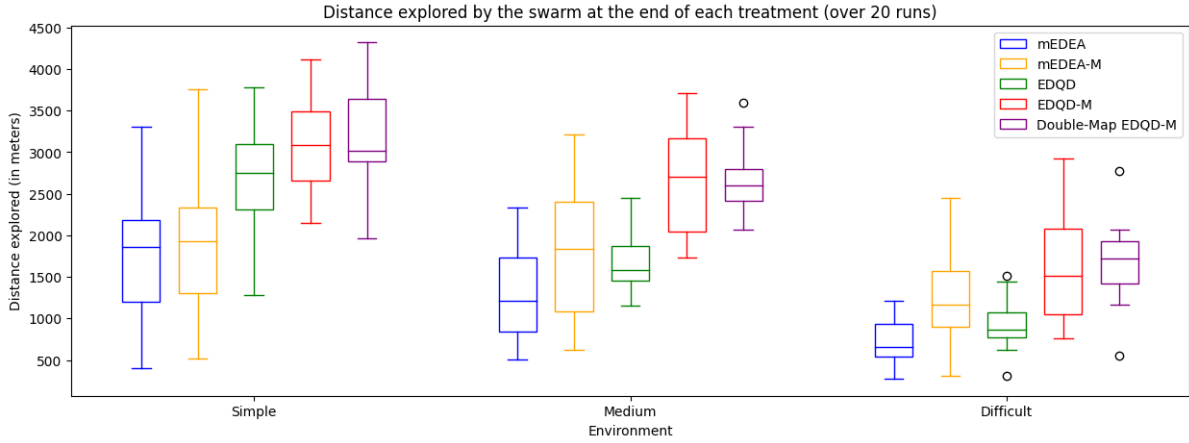 Distance explored by the swarm at the end of each treatment (over 20 runs)
Distance explored (in meters)
4500
4000
3500
3000
2500
2000
1500
1000
500
mEDEA
mEDEA-M
EDQD
EDQD-M
Double-Map EDQD-M
Simple
Medium
Difficult
Environment